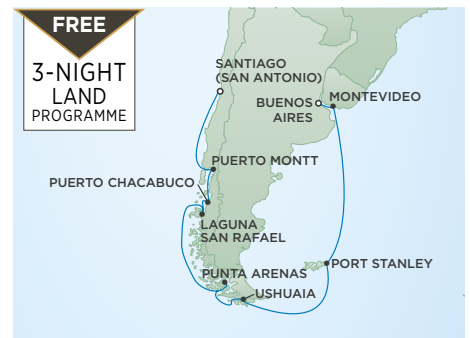 FREE
3-NIGHT
LAND
PROGRAMME
SANTIAGO
(SAN ANTONIO)
BUENOS
AIRES
MONTEVIDEO
PUERTO MONTT
PUERTO CHACABUCO
LAGUNA
SAN RAFAEL
PORT STANLEY
PUNTA ARENAS
USHUAIA